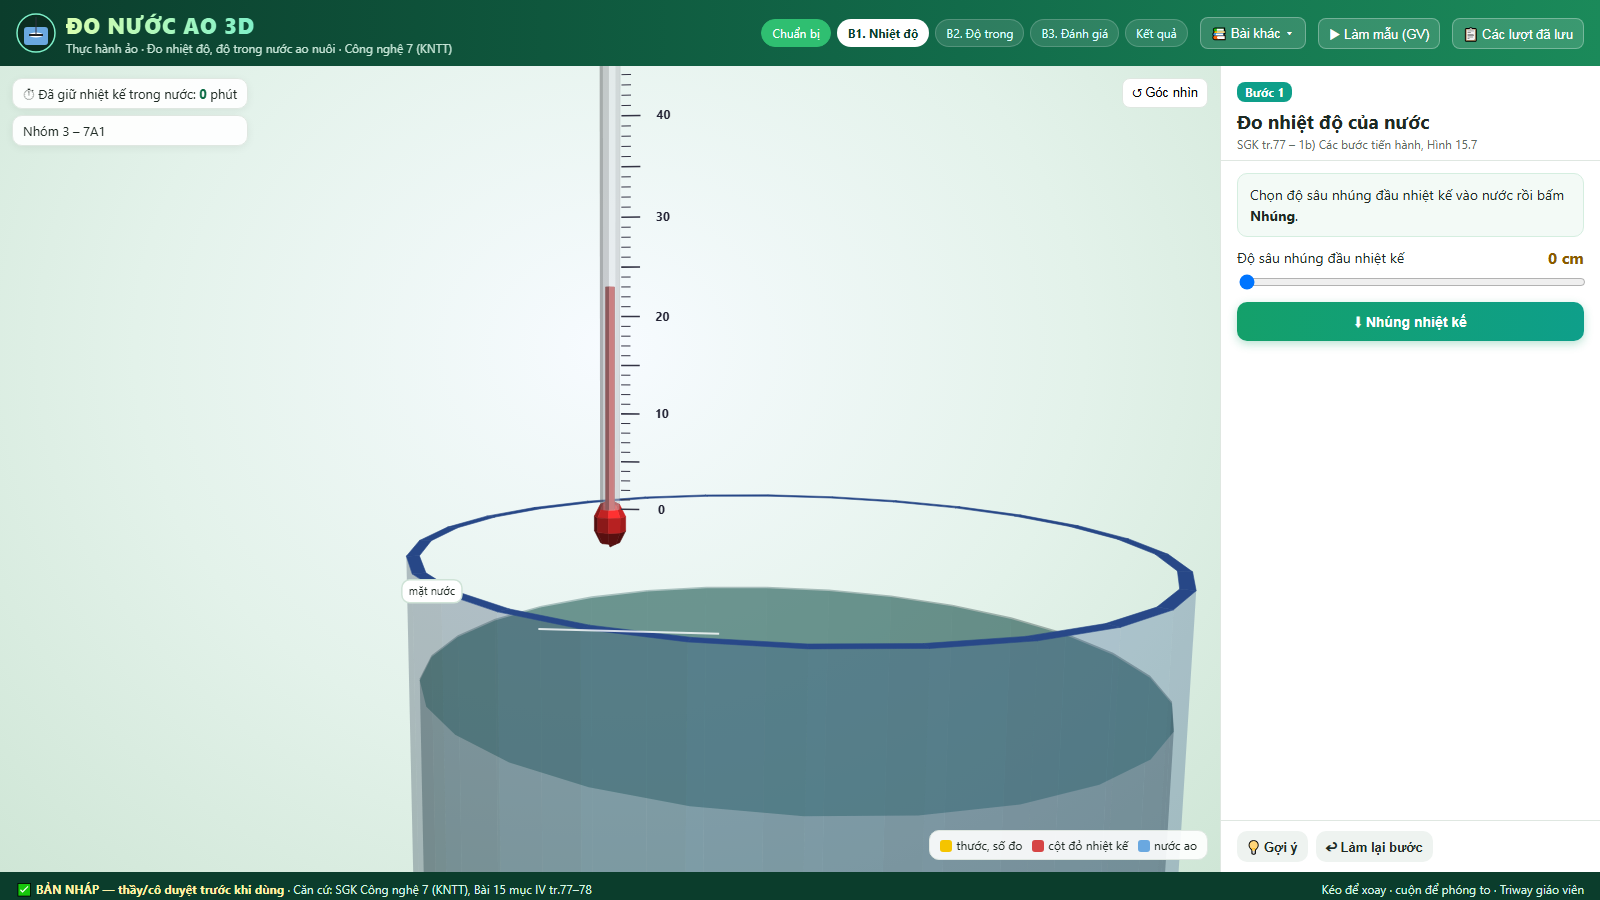 ĐO NƯỚC AO 3D
Thực hành ảo · Đo nhiệt độ, độ trong nước ao nuôi · Công nghệ 7 (KNTT)
Chuẩn bị
B1. Nhiệt độ
B2. Độ trong
B3. Đánh giá
Kết quả
Bài khác
Làm mẫu (GV)
Các lượt đã lưu
Đã giữ nhiệt kế trong nước: 0 phút
Nhóm 3 – 7A1
Góc nhìn
40
30
20
10
0
mặt nước
thước, số đo
cột đỏ nhiệt kế
nước ao
Bước 1
Đo nhiệt độ của nước
SGK tr.77 – 1b) Các bước tiến hành, Hình 15.7
Chọn độ sâu nhúng đầu nhiệt kế vào nước rồi bấm
Nhúng.
Độ sâu nhúng đầu nhiệt kế
0 cm
Nhúng nhiệt kế
Gợi ý
Làm lại bước
BẢN NHÁP — thầy/cô duyệt trước khi dùng · Căn cứ: SGK Công nghệ 7 (KNTT), Bài 15 mục IV tr.77–78
Kéo để xoay · cuộn để phóng to · Triway giáo viên